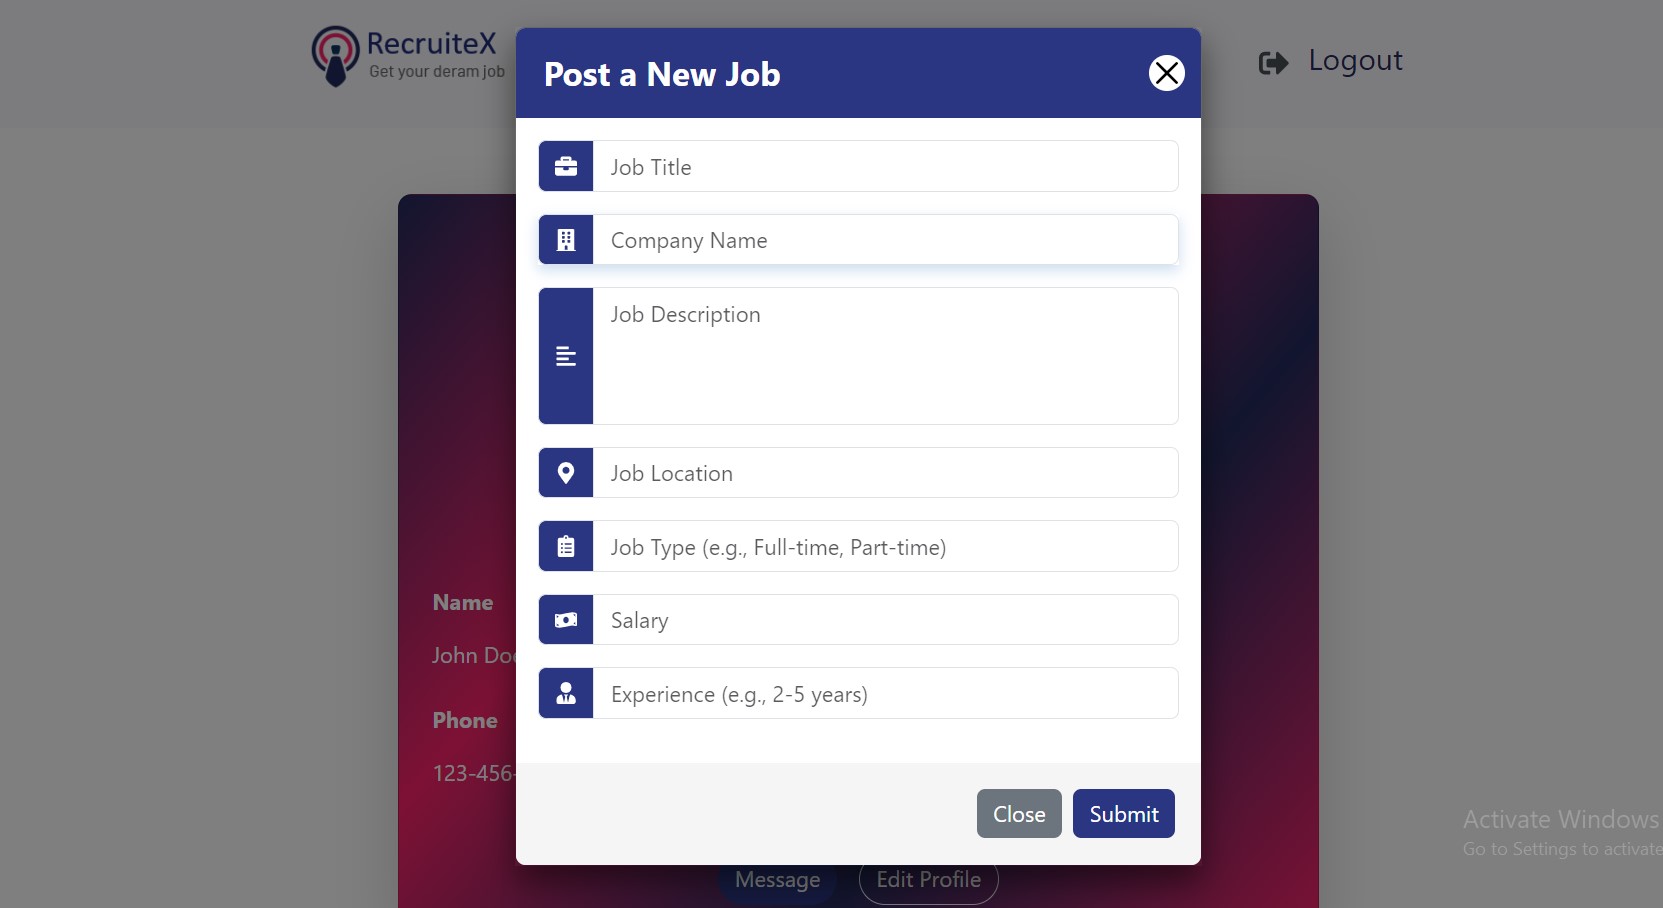 RecruiteX
Get your deram job
Logout
Post a New Job
Job Title
Company Name
Job Description
Job Location
Job Type (e.g., Full-time, Part-time)
Salary
Experience (e.g., 2-5 years)
Close
Submit
Name
John Doe
Phone
123-456-
Message
Edit Profile
Activate Windows
Go to Settings to activate